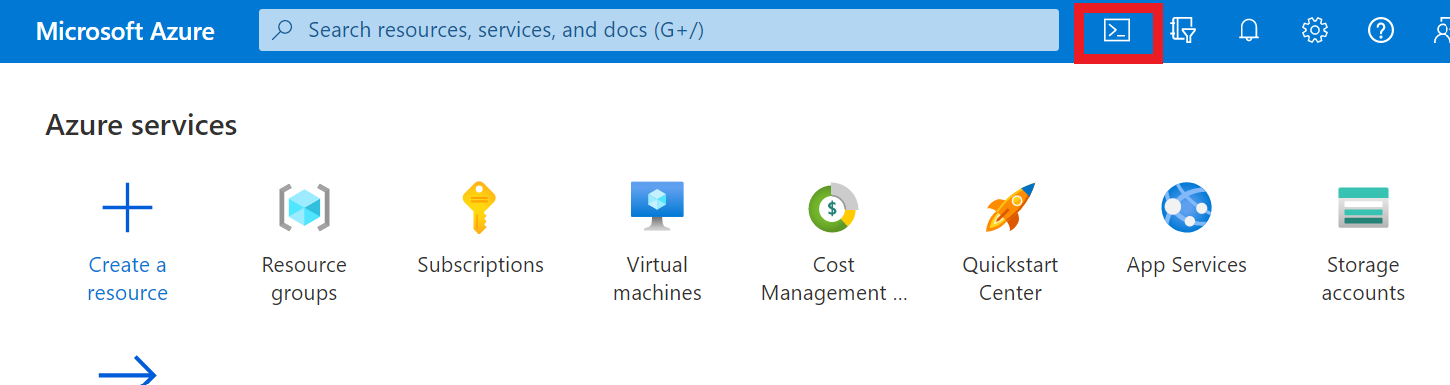 Microsoft Azure
Search resources, services, and docs (G+/)
Azure services
Create a
resource
Resource
groups
Subscriptions
Virtual
machines
$
Cost
Management ...
Quickstart
Center
App Services
Storage
accounts